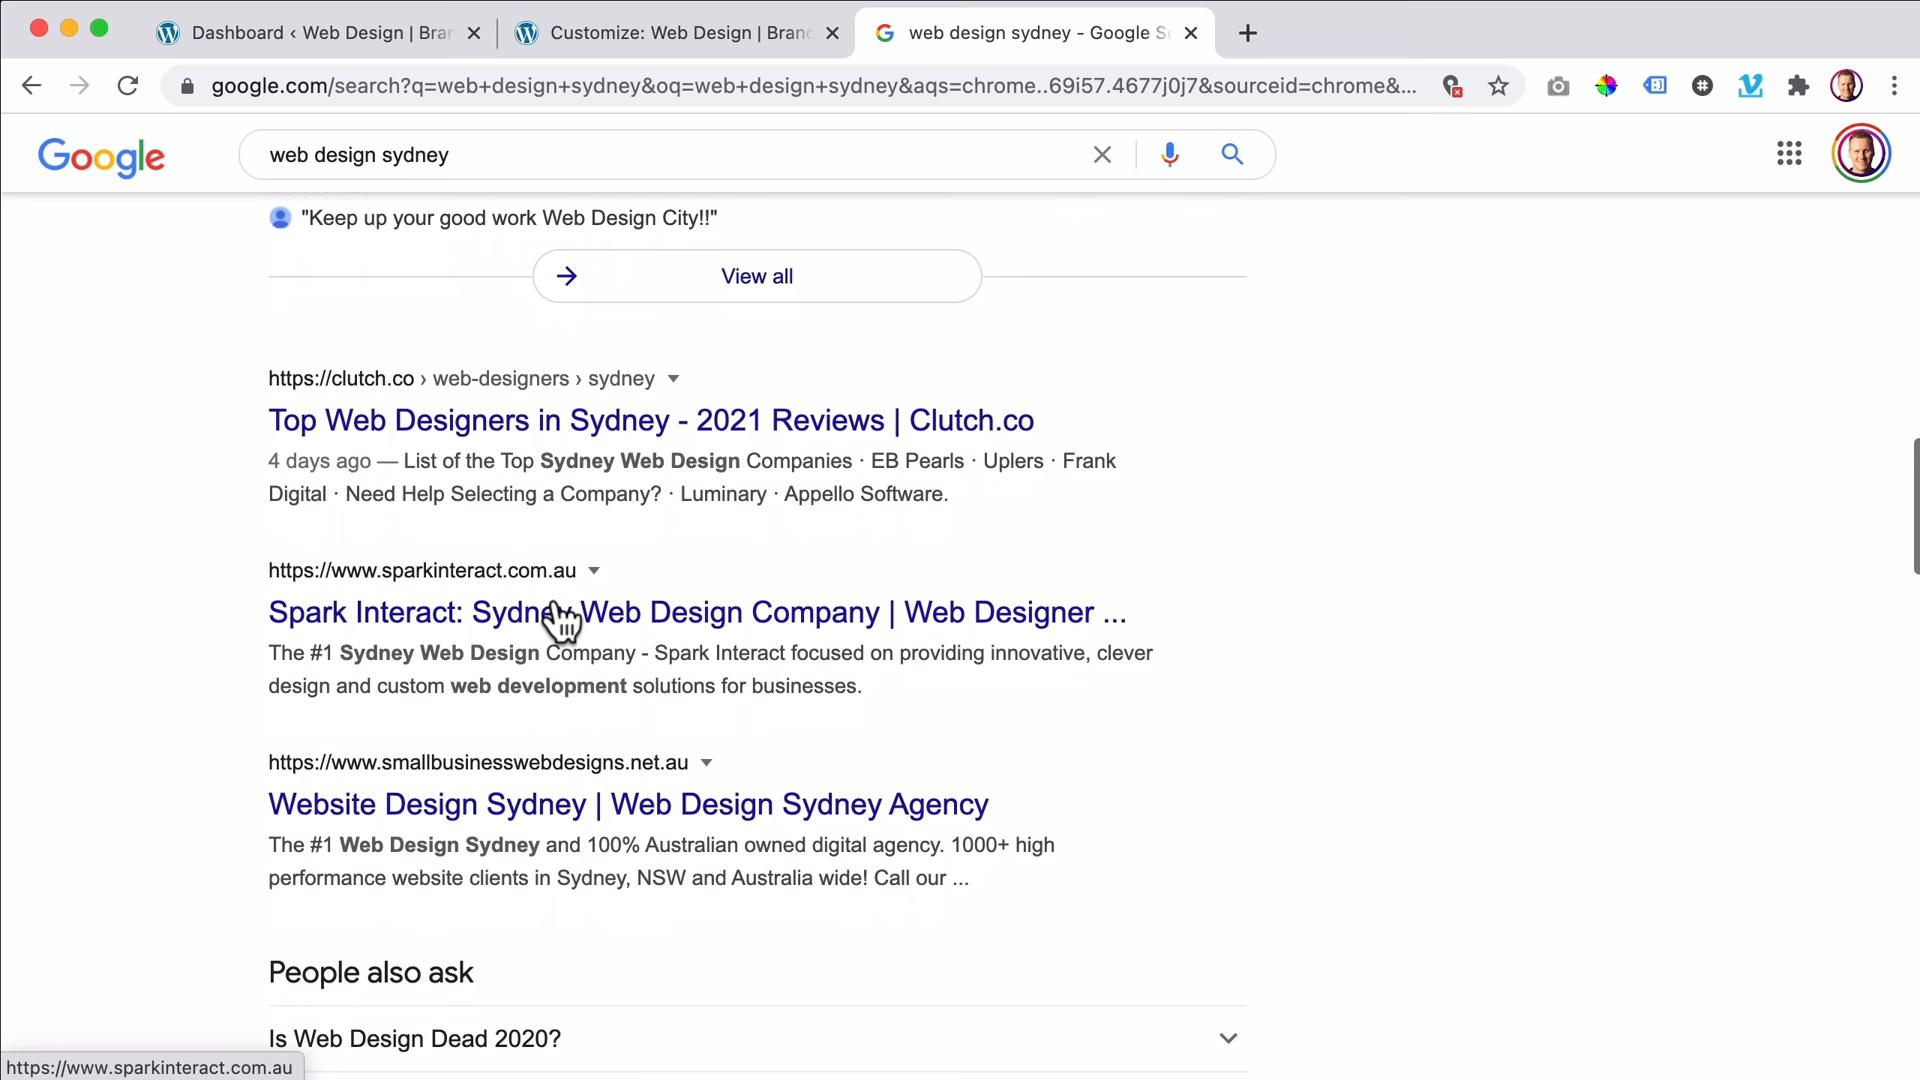 Dashboard ‹ Web Design | Bran
Customize: Web Design | Branc
web design sydney - Google Se
google.com/search?q=web+design+sydney&oq=web+design+sydney&aqs=chrome..69i57.4677j0j7&sourceid=chrome&...
Google
web design sydney
"Keep up your good work Web Design City!!"
View all
https://clutch.co › web-designers › sydney
Top Web Designers in Sydney - 2021 Reviews | Clutch.co
4 days ago — List of the Top Sydney Web Design Companies · EB Pearls · Uplers · Frank
Digital · Need Help Selecting a Company? · Luminary · Appello Software.
https://www.sparkinteract.com.au
Spark Interact: Sydney Web Design Company | Web Designer ...
The #1 Sydney Web Design Company - Spark Interact focused on providing innovative, clever
design and custom web development solutions for businesses.
https://www.smallbusinesswebdesigns.net.au
Website Design Sydney | Web Design Sydney Agency
The #1 Web Design Sydney and 100% Australian owned digital agency. 1000+ high
performance website clients in Sydney, NSW and Australia wide! Call our ...
People also ask
Is Web Design Dead 2020?
https://www.sparkinteract.com.au